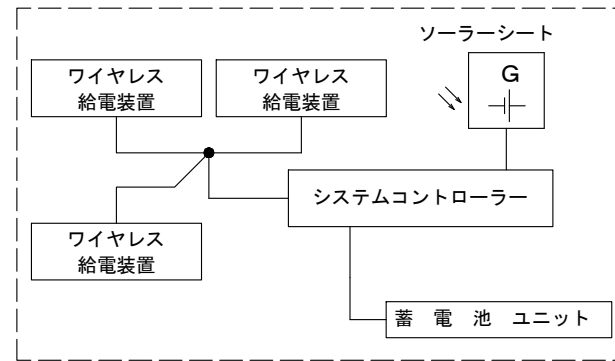 ソーラーシート
G
ワイヤレス
給電装置
ワイヤレス
給電装置
システムコントローラー
ワイヤレス
給電装置
蓄 電 池 ユニット